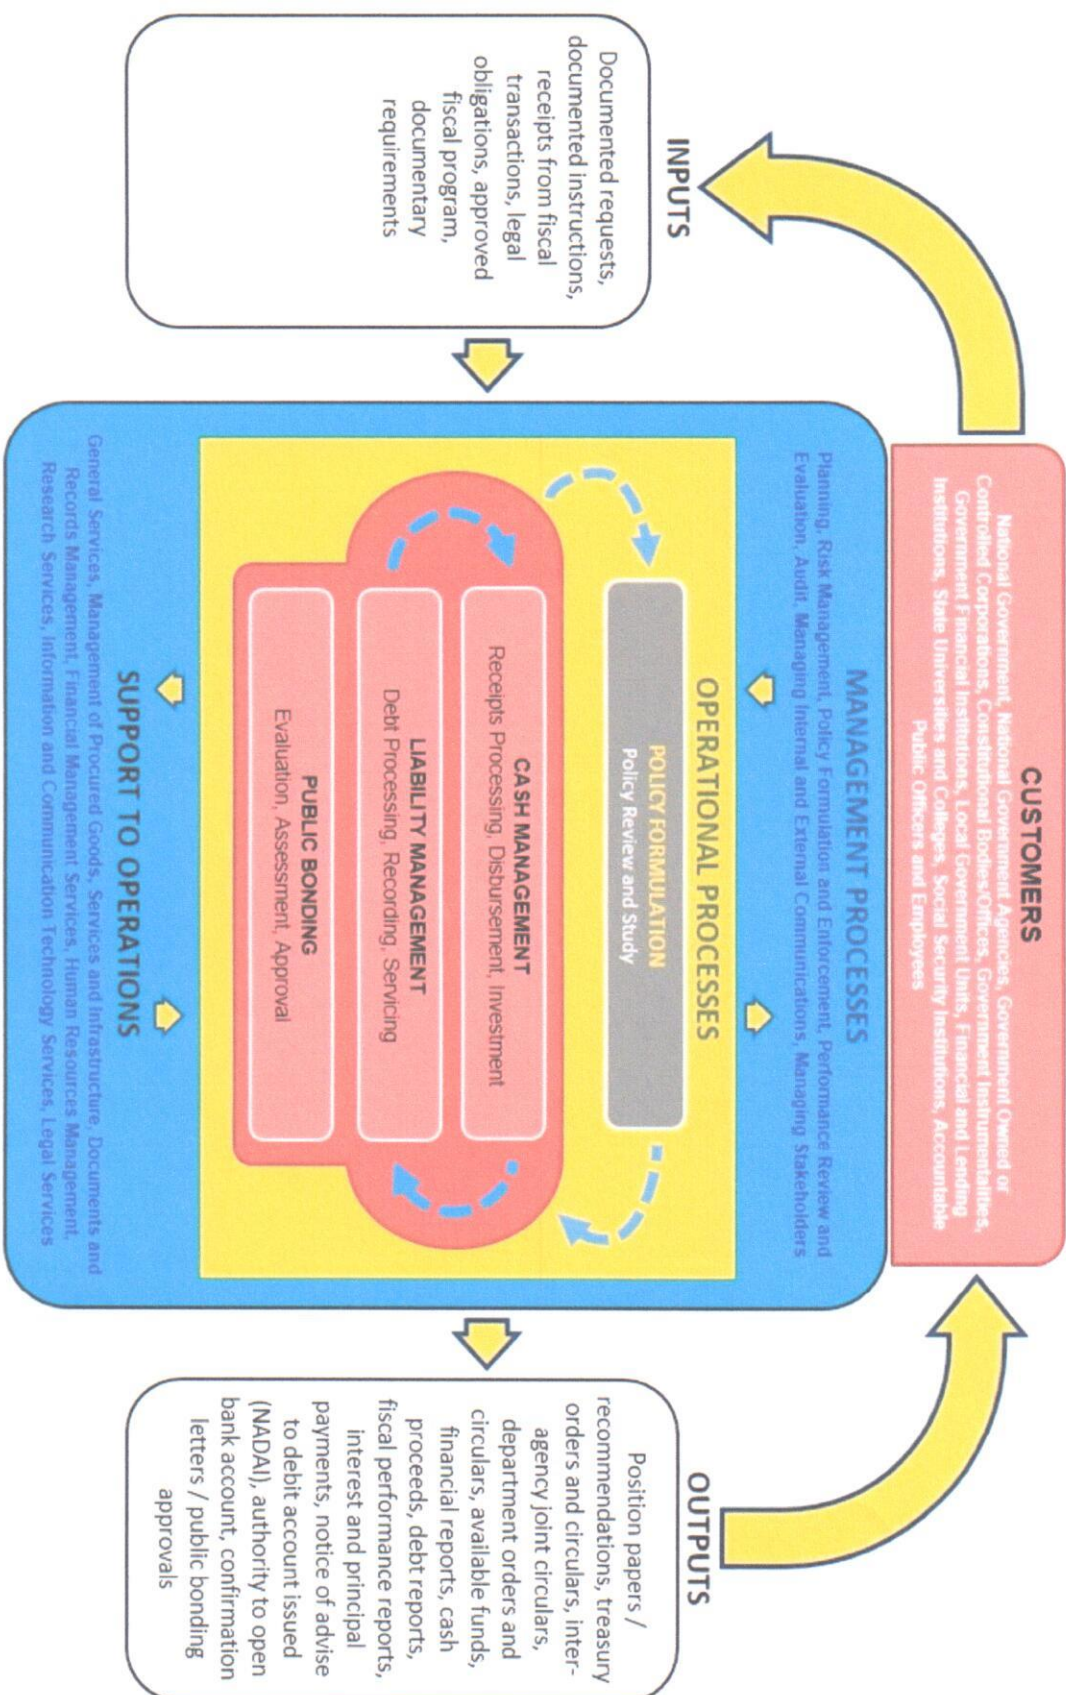 CUSTOMERS
National Government, National Government Agencies, Government Owned or
Controlled Corporations, Constitutional Bodies/Offices, Government Instrumentalities,
Government Financial Institutions, Local Government Units, Financial and Lending
Institutions, State Universities and Colleges, Social Security Institutions, Accountable
Public Officers and Employees
INPUTS
Documented requests,
documented instructions,
receipts from fiscal
transactions, legal
obligations, approved
fiscal program,
documentary
requirements
MANAGEMENT PROCESSES
Planning, Risk Management, Policy Formulation and Enforcement, Performance Review and
Evaluation, Audit, Managing Internal and External Communications, Managing Stakeholders
OPERATIONAL PROCESSES
POLICY FORMULATION
Policy Review and Study
CASH MANAGEMENT
Receipts Processing, Disbursement, Investment
LIABILITY MANAGEMENT
Debt Processing, Recording, Servicing
PUBLIC BONDING
Evaluation, Assessment, Approval
SUPPORT TO OPERATIONS
General Services, Management of Procured Goods, Services and Infrastructure, Documents and
Records Management, Financial Management Services, Human Resources Management,
Research Services, Information and Communication Technology Services, Legal Services
OUTPUTS
Position papers /
recommendations, treasury
orders and circulars, inter-
agency joint circulars,
department orders and
circulars, available funds,
financial reports, cash
proceeds, debt reports,
fiscal performance reports,
interest and principal
payments, notice of advise
to debit account issued
(NADAI), authority to open
bank account, confirmation
letters / public bonding
approvals